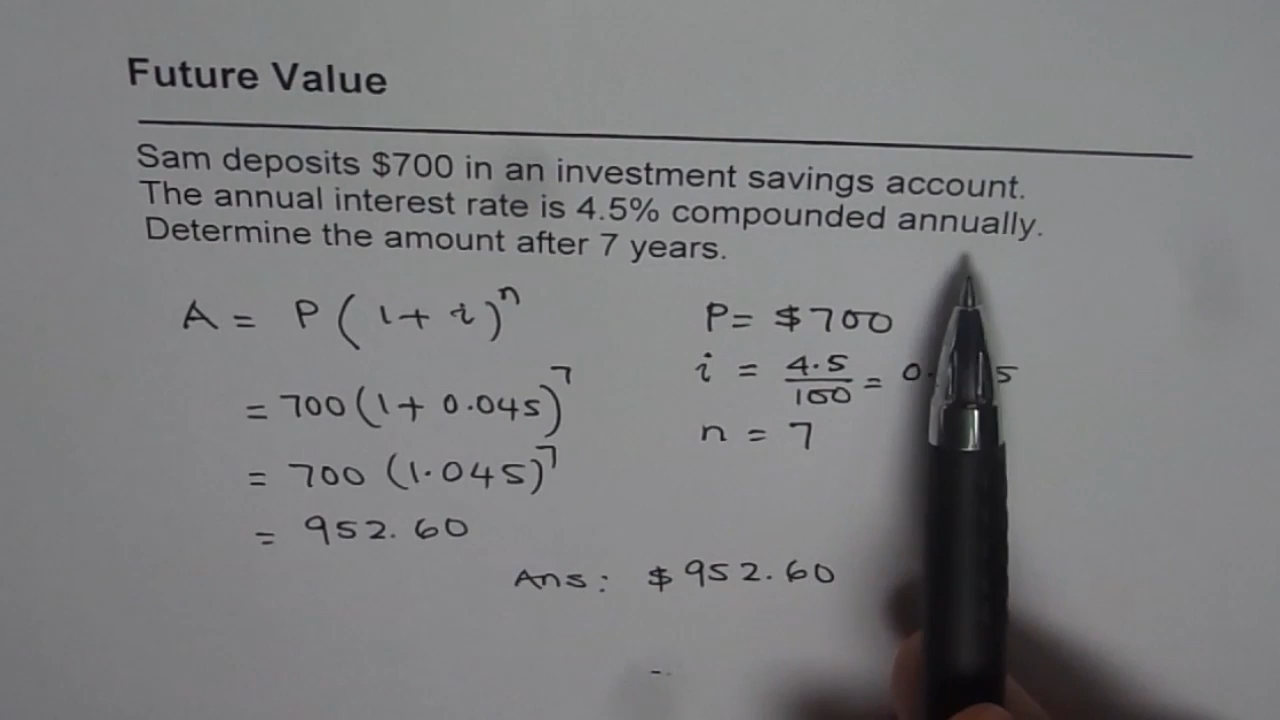 Future Value
Sam deposits $700 in an investment savings account.
The annual interest rate is 4.5% compounded annually.
Determine the amount after 7 years.
A = P(1+i)^n
= 700(1+0.045)^7
= 700 (1.045)^7
= 952.60
P = $700
i = 4.5/100 =
n = 7
Ans: $952.60